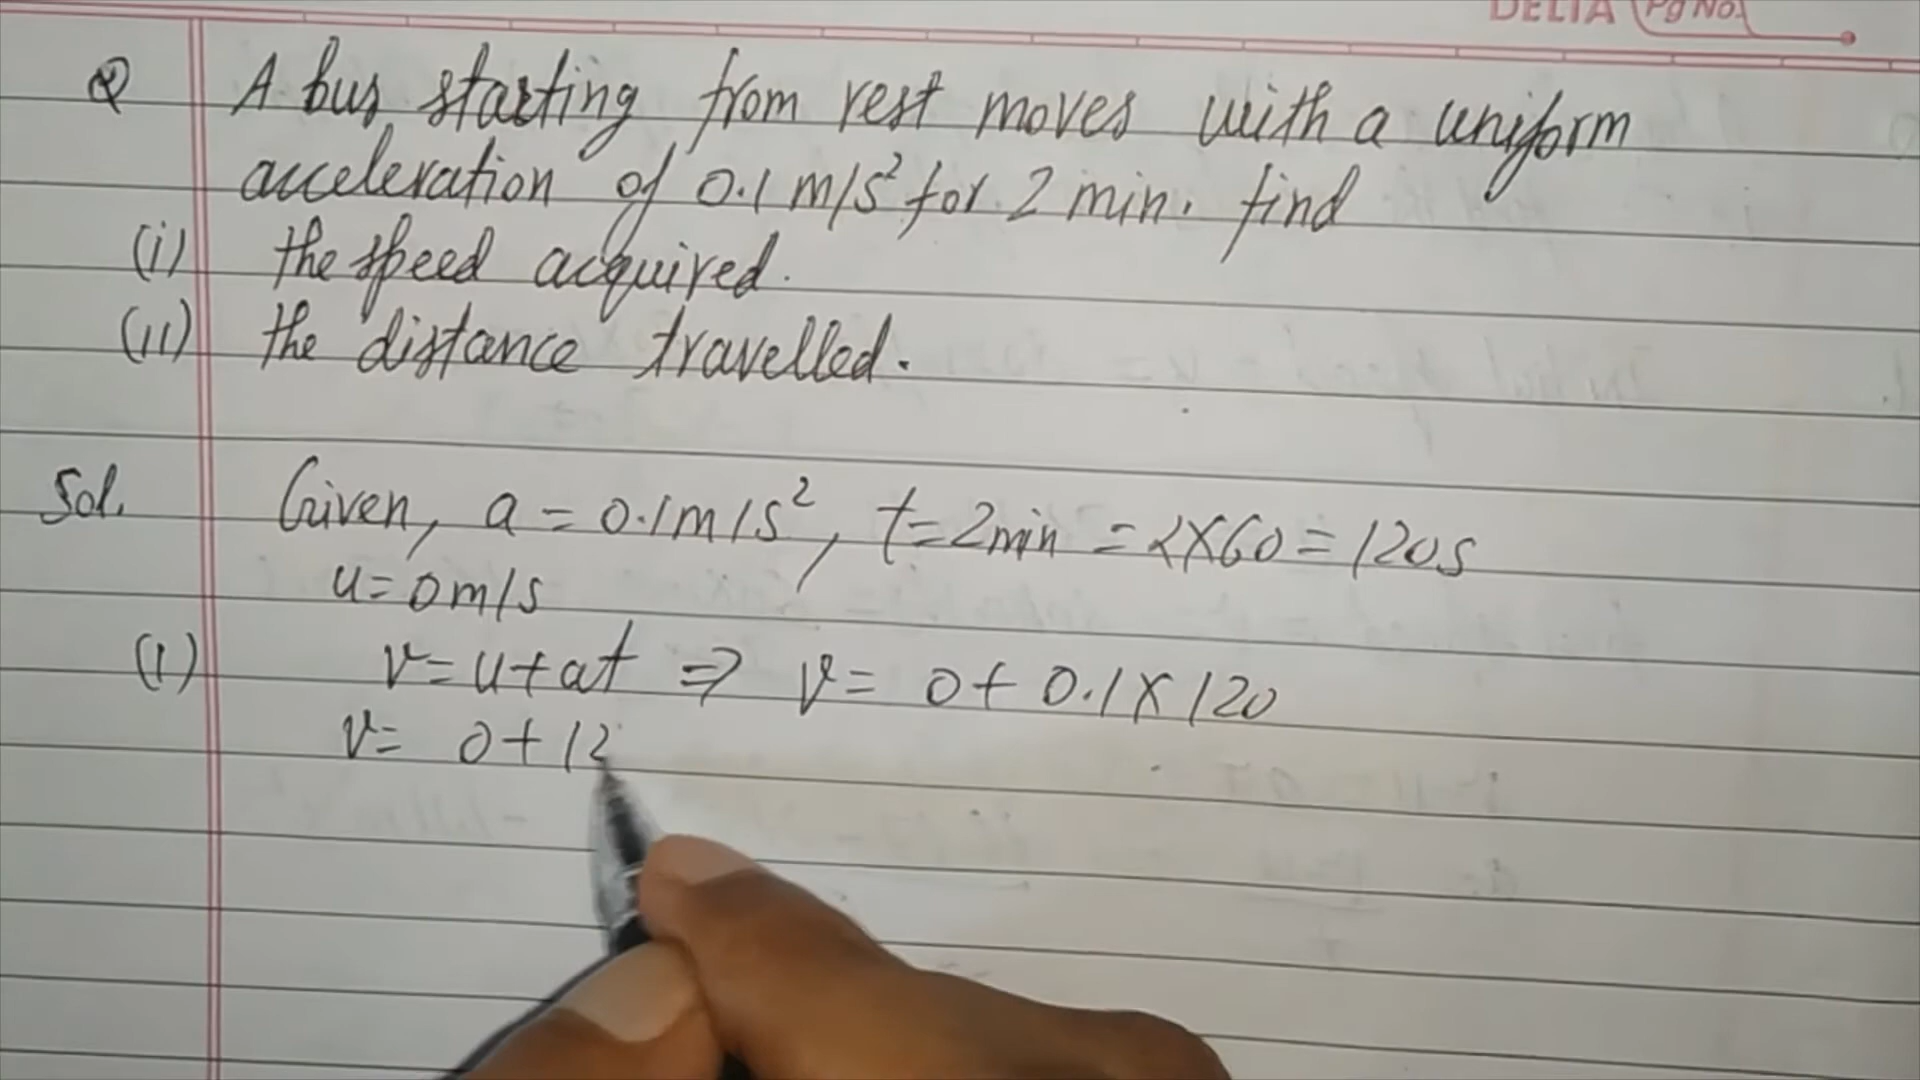 DELTA Pg No.
Q A bus starting from rest moves with a uniform
acceleration of 0.1 m/s² for 2 min. find
(i) the speed acquired.
(ii) the distance travelled.
Sol. Given, a = 0.1 m/s², t = 2 min = 2×60 = 120s
u = 0 m/s
(i) v = u + at ⇒ v = 0 + 0.1 × 120
v = 0 + 12